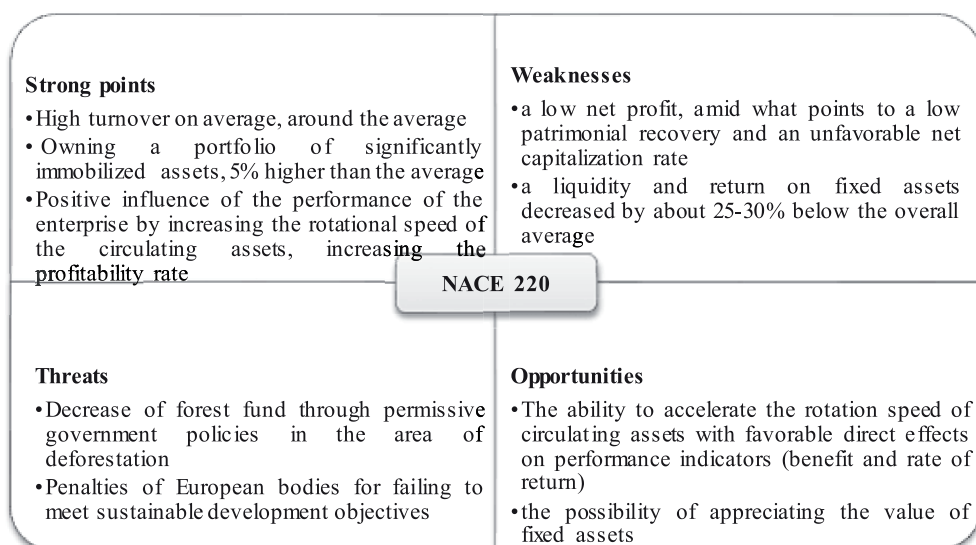 Strong points
•High turnover on average, around the average
• Owning a portfolio of significantly
immobilized assets, 5% higher than the average
•Positive influence of the performance of the
enterprise by increasing the rotational speed of
the circulating assets, increasing the
profitability rate
Weaknesses
•a low net profit, amid what points to a low
patrimonial recovery and an unfavorable net
capitalization rate
•a liquidity and return on fixed assets
decreased by about 25-30% below the overall
average
NACE 220
Threats
•Decrease of forest fund through permissive
government policies in the area of
deforestation
•Penalties of European bodies for failing to
meet sustainable development objectives
Opportunities
•The ability to accelerate the rotation speed of
circulating assets with favorable direct effects
on performance indicators (benefit and rate of
return)
•the possibility of appreciating the value of
fixed assets